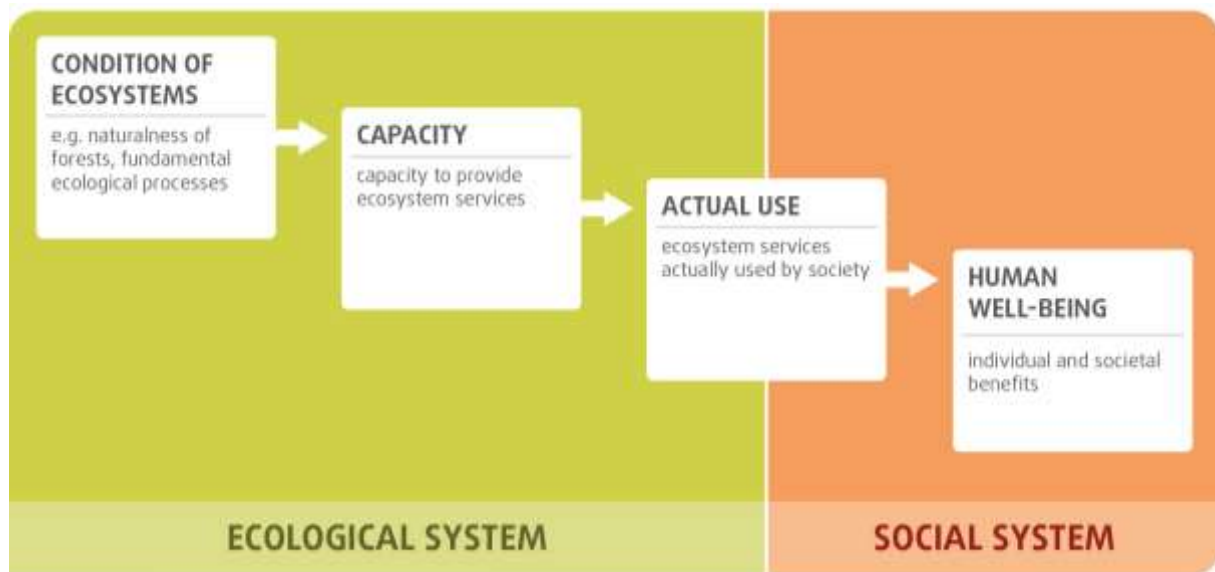 CONDITION OF
ECOSYSTEMS
e.g. naturalness of
forests, fundamental
ecological processes
CAPACITY
capacity to provide
ecosystem services
ACTUAL USE
ecosystem services
actually used by society
HUMAN
WELL-BEING
individual and societal
benefits
ECOLOGICAL SYSTEM
SOCIAL SYSTEM